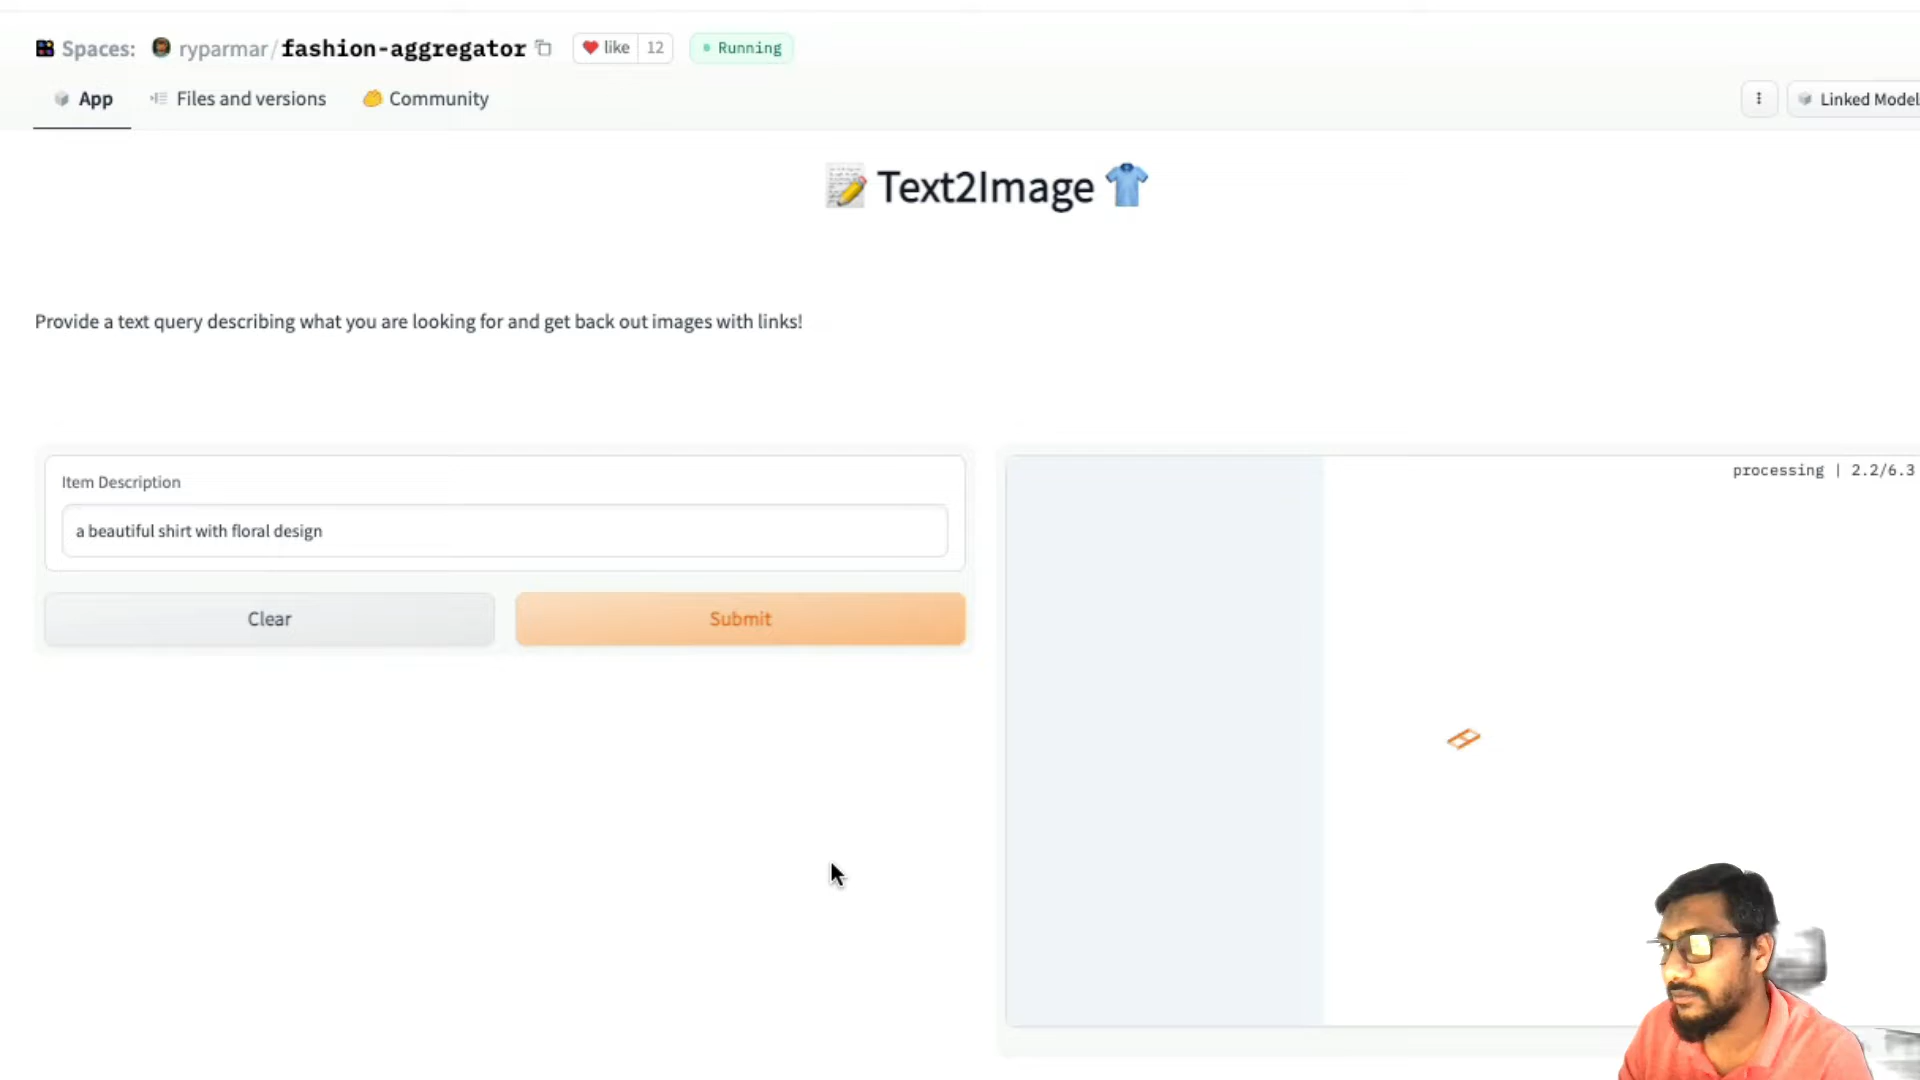 Spaces: ryparmar/fashion-aggregator like 12 Running
App Files and versions Community Linked Model
Text2Image
Provide a text query describing what you are looking for and get back out images with links!
processing | 2.2/6.3
Item Description
a beautiful shirt with floral design
Clear Submit